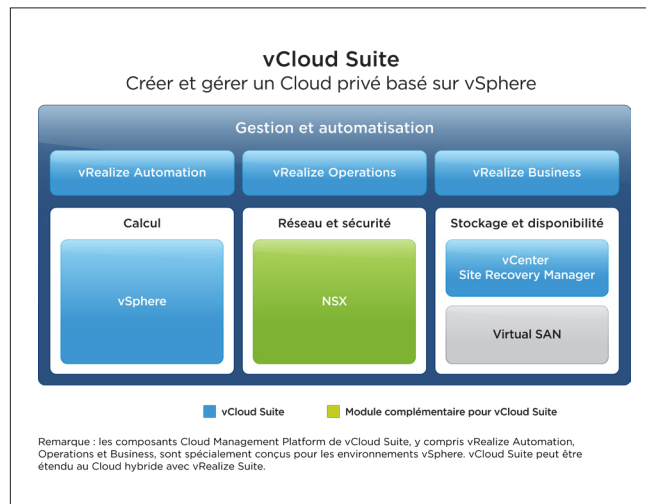 vCloud Suite
Créer et gérer un Cloud privé basé sur vSphere
Gestion et automatisation
vRealize Automation
vRealize Operations
vRealize Business
Calcul
vSphere
Réseau et sécurité
NSX
Stockage et disponibilité
vCenter
Site Recovery Manager
Virtual SAN
vCloud Suite
Module complémentaire pour vCloud Suite
Remarque : les composants Cloud Management Platform de vCloud Suite, y compris vRealize Automation,
Operations et Business, sont spécialement conçus pour les environnements vSphere. vCloud Suite peut être
étendu au Cloud hybride avec vRealize Suite.